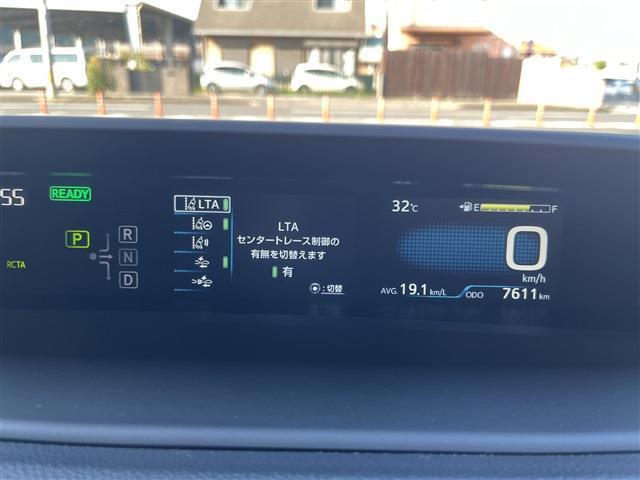 55
READY
P
R
N
D
RCTA
LTA
LTA
センタートレース制御の
有無を切替えます
有
:切替
32℃
E F
0
km/h
AVG. 19.1 km/L
ODO 7611 km